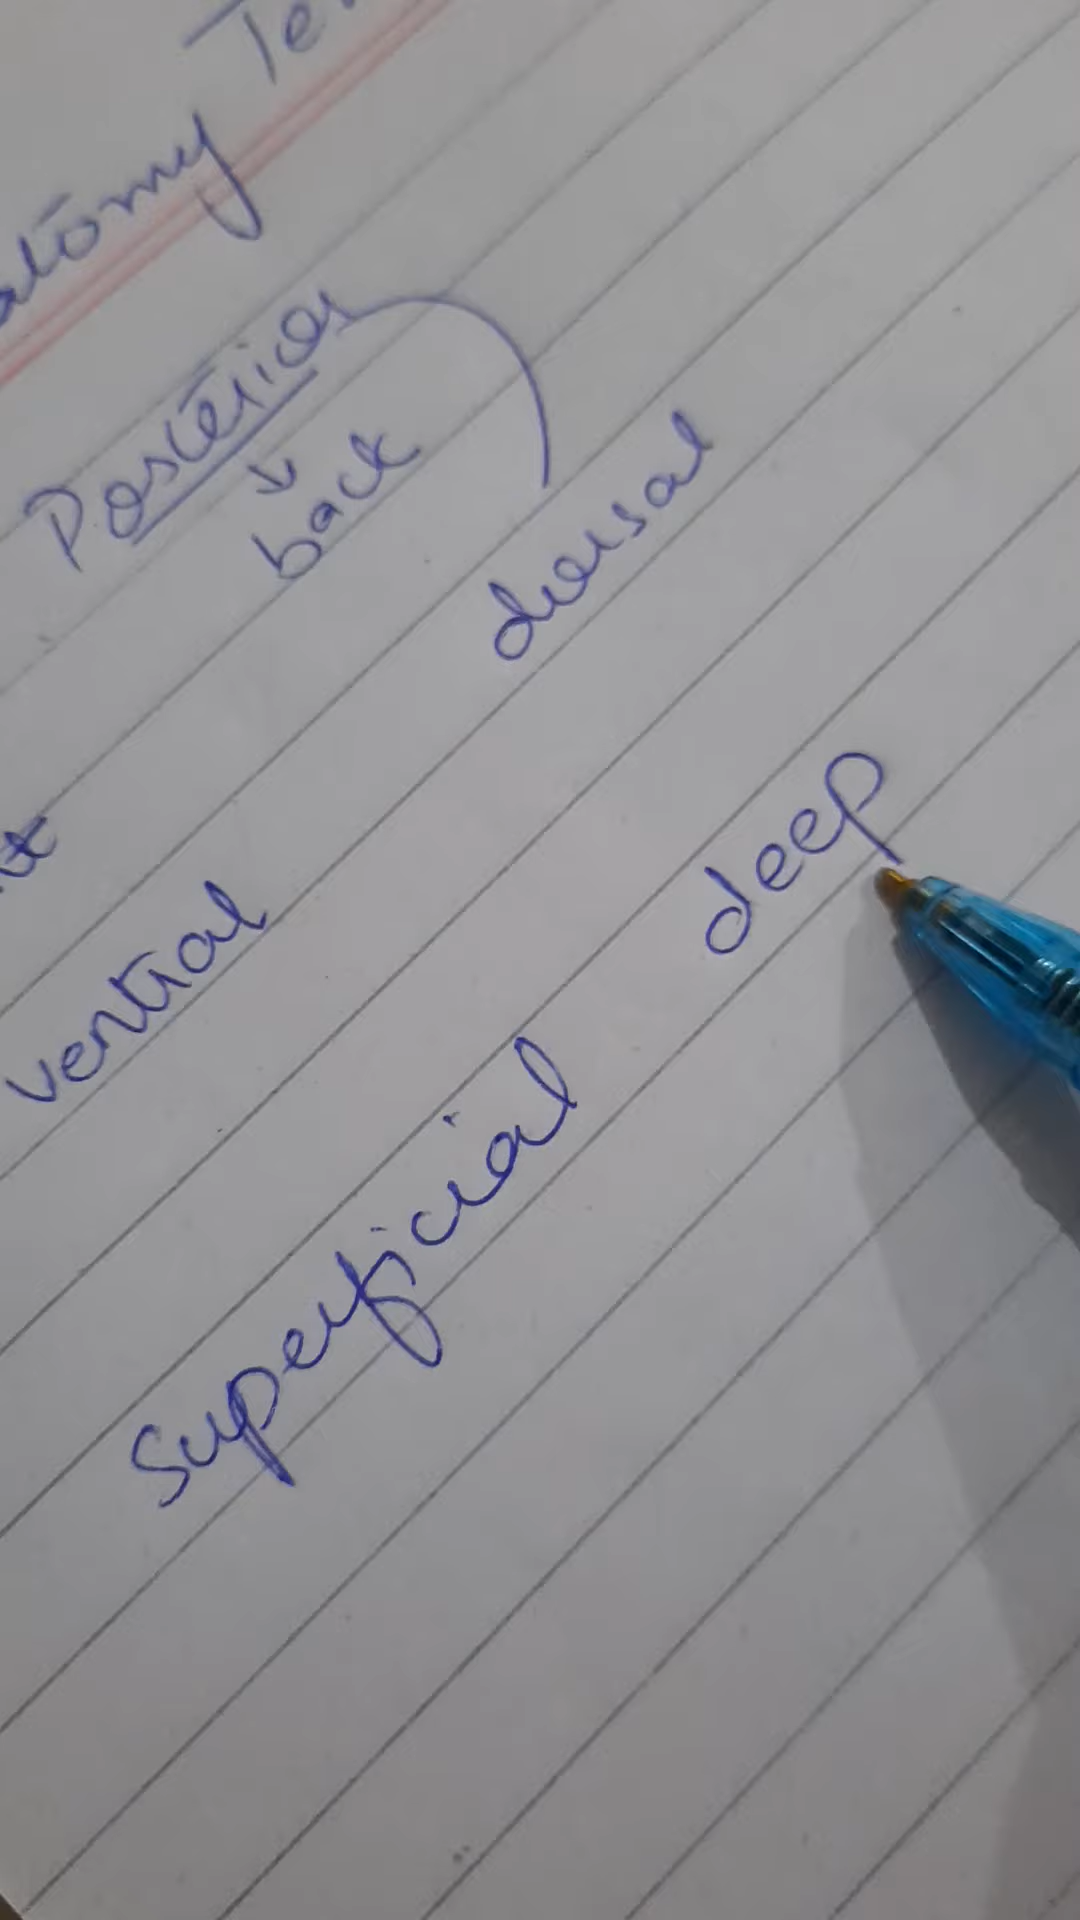 Posterior
back
dorsal
ventral
Superficial deep